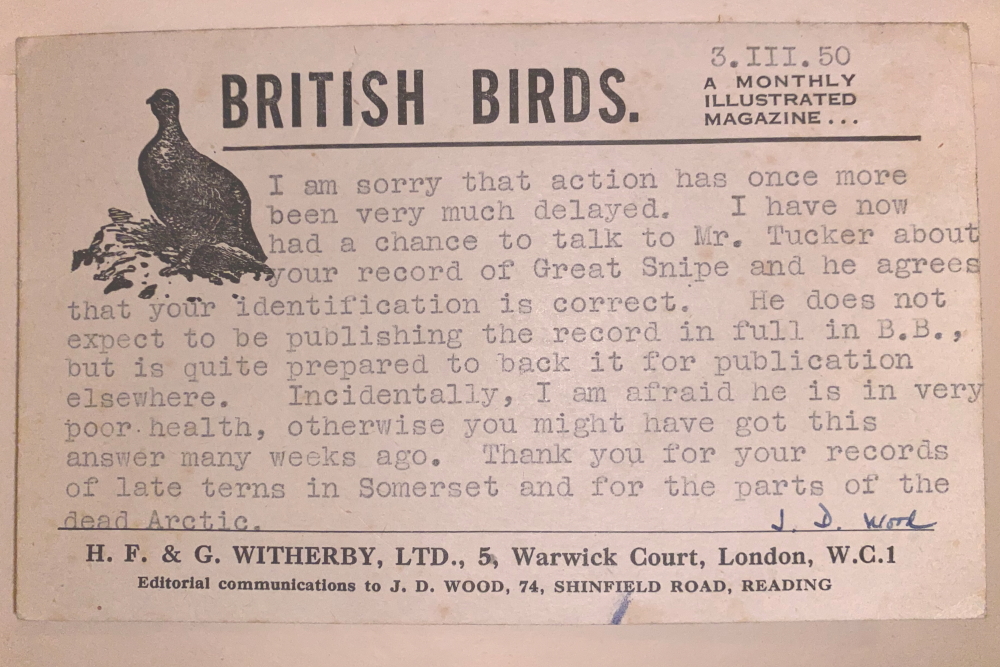 3.III.50
BRITISH BIRDS.
A MONTHLY
ILLUSTRATED
MAGAZINE...
I am sorry that action has once more
been very much delayed. I have now
had a chance to talk to Mr. Tucker about
your record of Great Snipe and he agrees
that your identification is correct. He does not
expect to be publishing the record in full in B.B.,
but is quite prepared to back it for publication
elsewhere. Incidentally, I am afraid he is in very
poor health, otherwise you might have got this
answer many weeks ago. Thank you for your records
of late terns in Somerset and for the parts of the
dead Arctic.
J. D. Wood
H. F. & G. WITHERBY, LTD., 5, Warwick Court, London, W.C.1
Editorial communications to J. D. WOOD, 74, SHINFIELD ROAD, READING